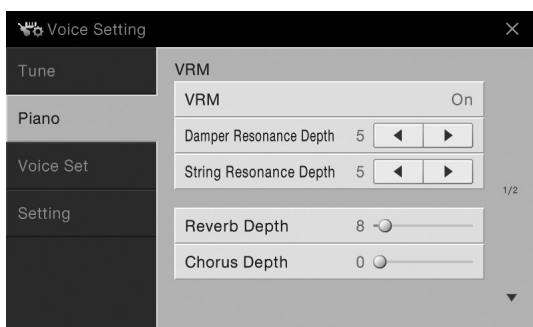 Voice Setting
Tune
Piano
Voice Set
Setting
VRM
VRM On
Damper Resonance Depth 5
String Resonance Depth 5
Reverb Depth 8
Chorus Depth 0
1/2